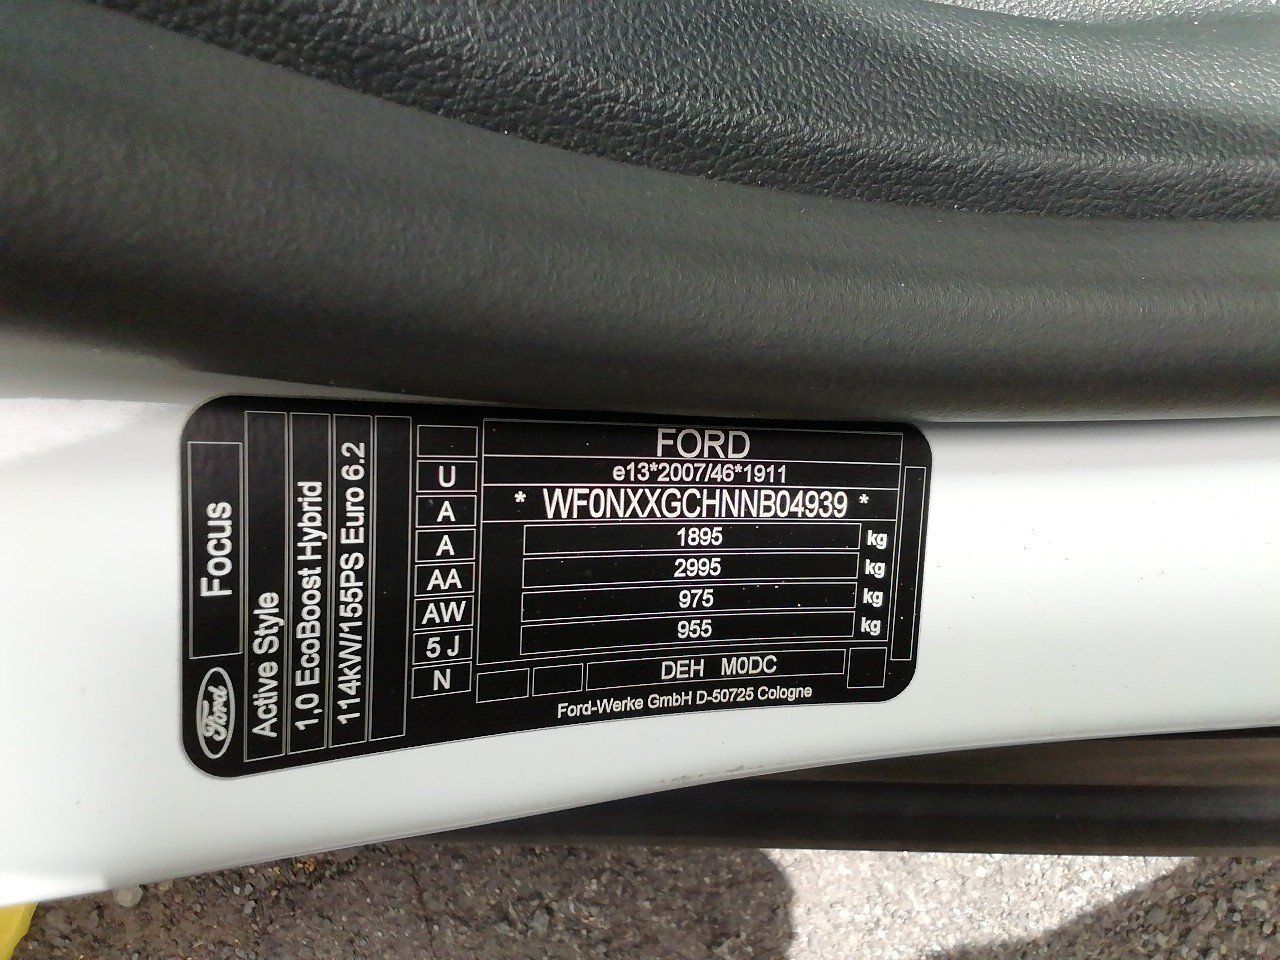 Ford
Focus
Active Style
1,0 EcoBoost Hybrid
114kW/155PS Euro 6.2
U
A
A
AA
AW
5 J
N
FORD
e13*2007/46*1911
* WF0NXXGCHNNB04939 *
1895 kg
2995 kg
975 kg
955 kg
DEH M0DC
Ford-Werke GmbH D-50725 Cologne